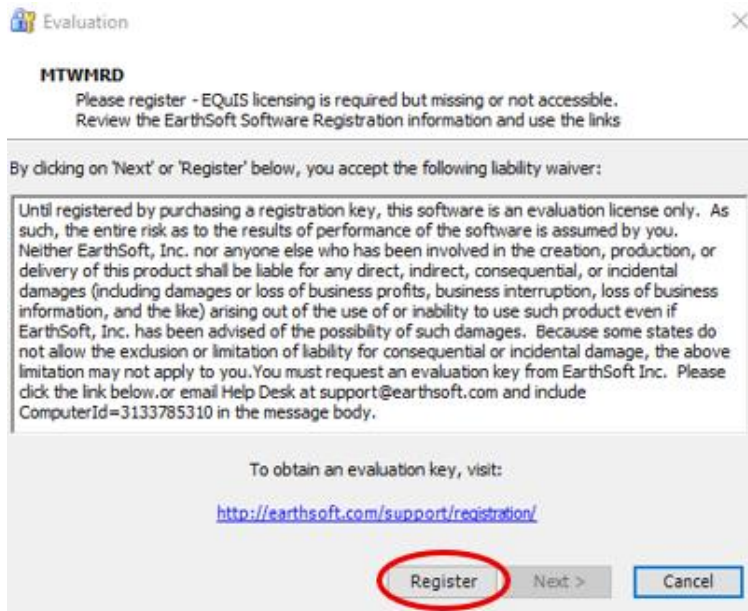 Evaluation
MTWMRD
Please register - EQuIS licensing is required but missing or not accessible.
Review the EarthSoft Software Registration information and use the links
By clicking on 'Next' or 'Register' below, you accept the following liability waiver:
Until registered by purchasing a registration key, this software is an evaluation license only.  As
such, the entire risk as to the results of performance of the software is assumed by you.
Neither EarthSoft, Inc. nor anyone else who has been involved in the creation, production, or
delivery of this product shall be liable for any direct, indirect, consequential, or incidental
damages (including damages or loss of business profits, business interruption, loss of business
information, and the like) arising out of the use of or inability to use such product even if
EarthSoft, Inc. has been advised of the possibility of such damages.  Because some states do
not allow the exclusion or limitation of liability for consequential or incidental damage, the above
limitation may not apply to you.You must request an evaluation key from EarthSoft Inc.  Please
click the link below.or email Help Desk at support@earthsoft.com and include
ComputerId=3133785310 in the message body.
To obtain an evaluation key, visit:
http://earthsoft.com/support/registration/
Register Next > Cancel